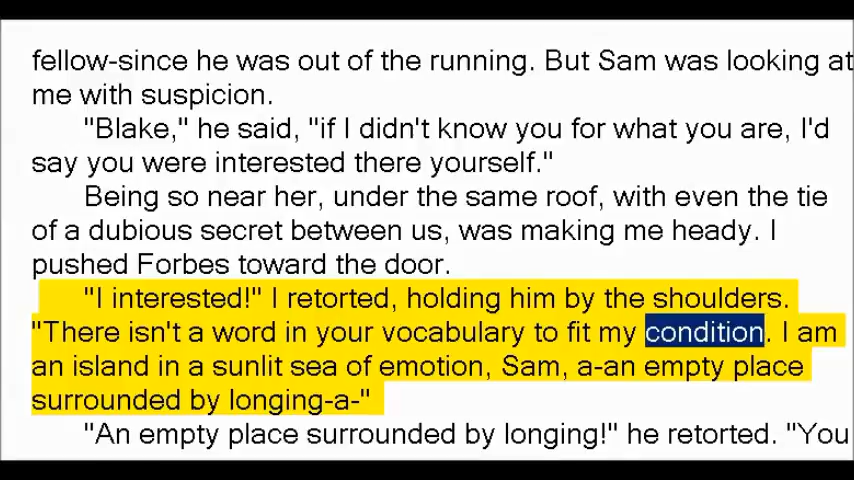 fellow-since he was out of the running. But Sam was looking at
me with suspicion.
"Blake," he said, "if I didn't know you for what you are, I'd
say you were interested there yourself."
Being so near her, under the same roof, with even the tie
of a dubious secret between us, was making me heady. I
pushed Forbes toward the door.
"I interested!" I retorted, holding him by the shoulders.
"There isn't a word in your vocabulary to fit my condition. I am
an island in a sunlit sea of emotion, Sam, a-an empty place
surrounded by longing-a-"
"An empty place surrounded by longing!" he retorted. "You